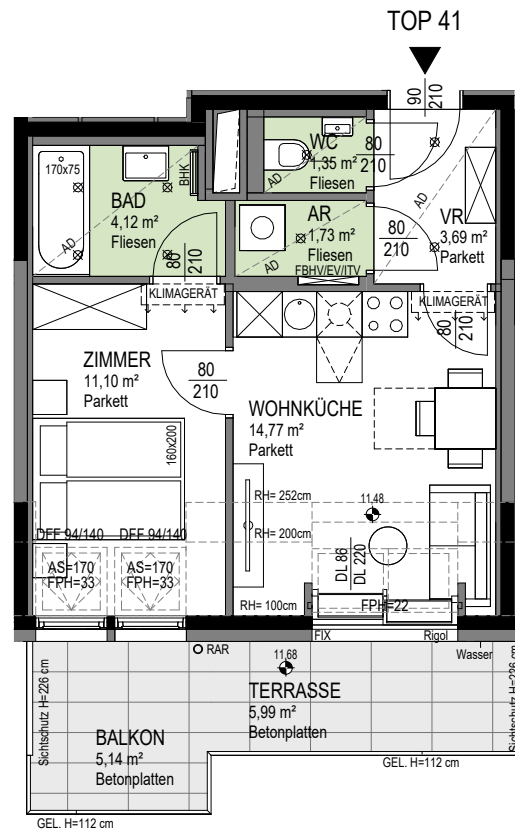 TOP 41
90
210
WC
1,35 m²
Fliesen
80
210
AD
170x75
BAD
4,12 m²
Fliesen
BHK
AD
AR
1,73 m²
Fliesen
FBHV/EV/ITV
AD
80
210
AD
VR
3,69 m²
Parkett
80
210
KLIMAGERÄT
KLIMAGERÄT
80
210
ZIMMER
11,10 m²
Parkett
80
210
WOHNKÜCHE
14,77 m²
Parkett
160x200
RH= 252cm
11,48
DFF 94/140
DFF 94/140
RH= 200cm
AS=170
FPH=33
AS=170
FPH=33
DL 86
DL 220
RH= 100cm
FPH=22
FIX
Rigol
RAR
11,68
Wasser
Sichtschutz H=226 cm
TERRASSE
5,99 m²
Betonplatten
Sichtschutz H=226 cm
BALKON
5,14 m²
Betonplatten
GEL. H=112 cm
GEL. H=112 cm